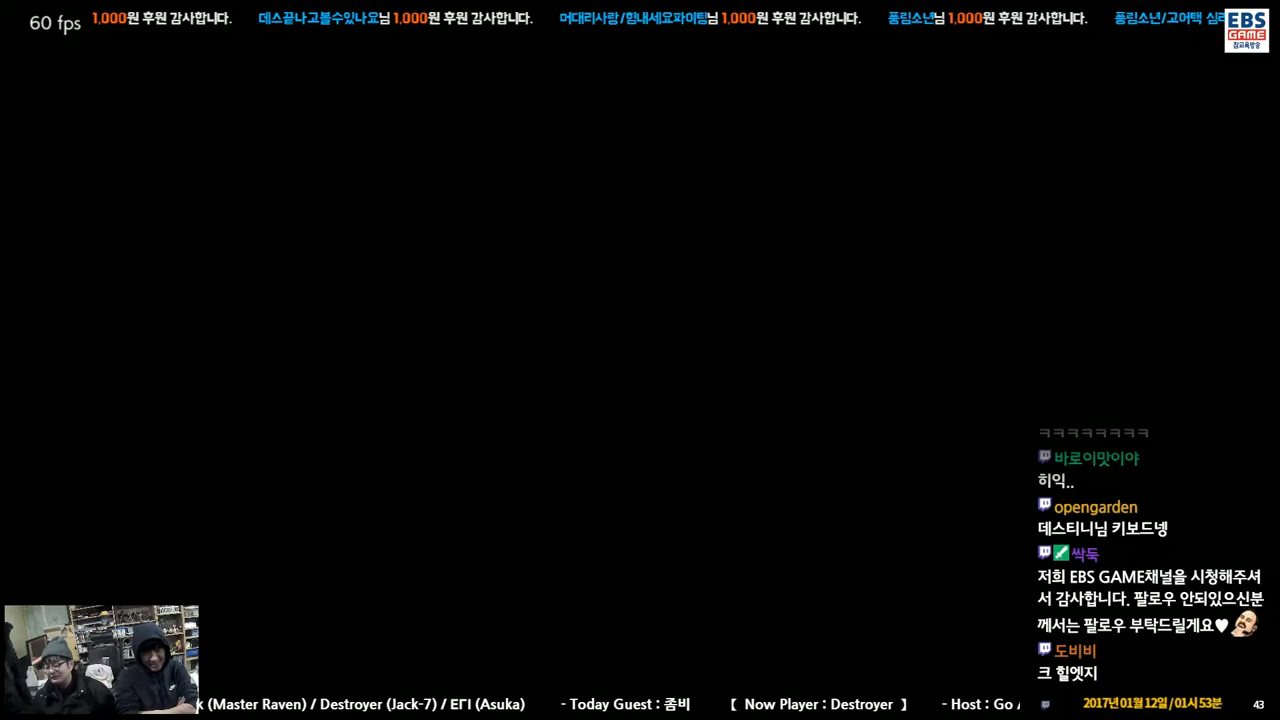 60 fps
1,000원 후원 감사합니다. 데스끝나고볼수있나요님 1,000원 후원 감사합니다. 머대리사람/힘내세요파이팅님 1,000원 후원 감사합니다. 풍림소년님 1,000원 후원 감사합니다. 풍림소년/고어택
EBS
GAME
참교육방송
ㅋㅋㅋㅋㅋㅋㅋㅋ
바로이맛이야
히익..
opengarden
데스티니님 키보드넹
싹둑
저희 EBS GAME채널을 시청해주셔
서 감사합니다. 팔로우 안되있으신분
께서는 팔로우 부탁드릴게요♥
도비비
크 힐엣지
(Master Raven) / Destroyer (Jack-7) / ЕГІ (Asuka) - Today Guest : 좀비 【 Now Player : Destroyer 】 - Host : Go
2017년 01월 12일 / 01시 53분
43